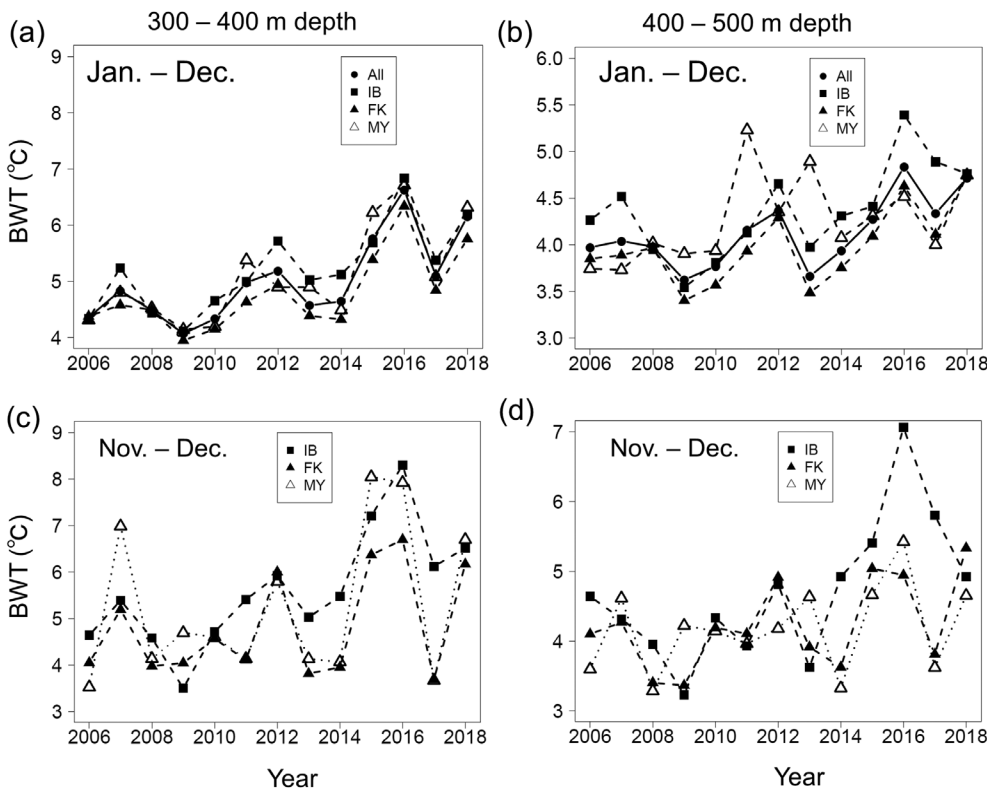 (a)
300 – 400 m depth
Jan. – Dec.
All
IB
FK
MY
BWT (℃)
9
8
7
6
5
4
2006 2008 2010 2012 2014 2016 2018
(b)
400 – 500 m depth
Jan. – Dec.
All
IB
FK
MY
6.0
5.5
5.0
4.5
4.0
3.5
3.0
2006 2008 2010 2012 2014 2016 2018
(c)
Nov. – Dec.
IB
FK
MY
BWT (℃)
9
8
7
6
5
4
3
2006 2008 2010 2012 2014 2016 2018
Year
(d)
Nov. – Dec.
IB
FK
MY
7
6
5
4
3
2006 2008 2010 2012 2014 2016 2018
Year